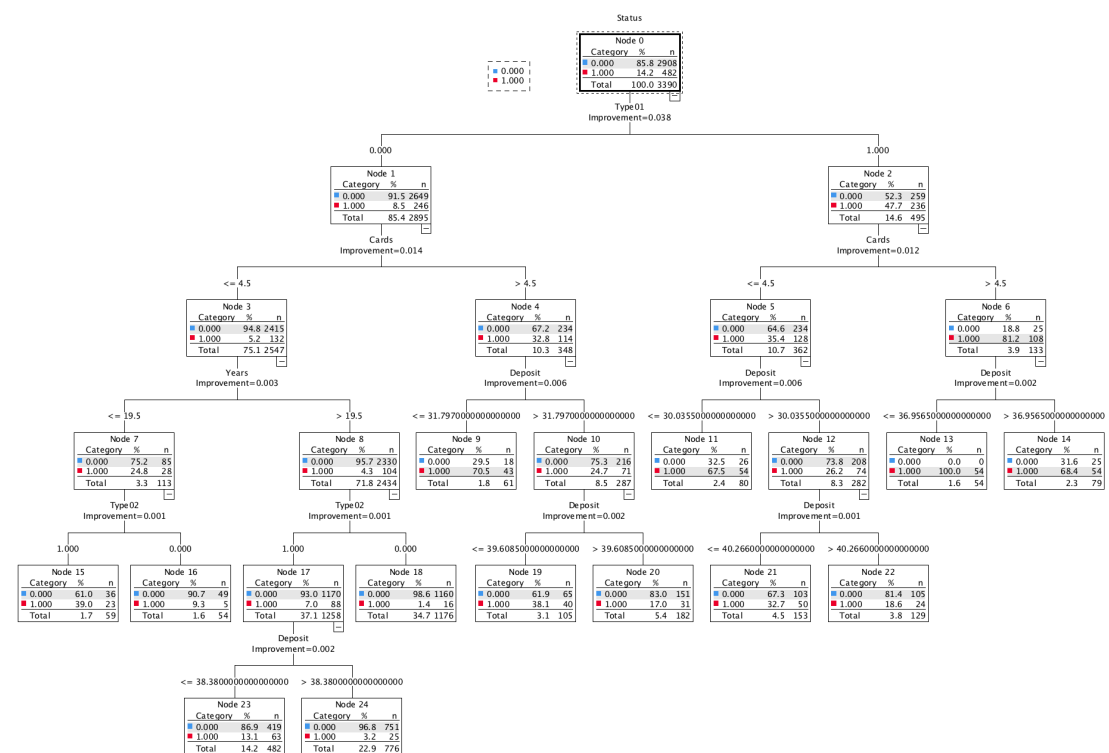 Status
Node 0
Category % n
0.000 85.8 2908
1.000 14.2 482
Total 100.0 3390
0.000
1.000
Type01
Improvement=0.038
0.000
1.000
Node 1
Category % n
0.000 91.5 2649
1.000 8.5 246
Total 85.4 2895
Node 2
Category % n
0.000 52.3 259
1.000 47.7 236
Total 14.6 495
Cards
Improvement=0.014
Cards
Improvement=0.012
<= 4.5
> 4.5
<= 4.5
> 4.5
Node 3
Category % n
0.000 94.8 2415
1.000 5.2 132
Total 75.1 2547
Node 4
Category % n
0.000 67.2 234
1.000 32.8 114
Total 10.3 348
Node 5
Category % n
0.000 64.6 234
1.000 35.4 128
Total 10.7 362
Node 6
Category % n
0.000 18.8 25
1.000 81.2 108
Total 3.9 133
Years
Improvement=0.003
Deposit
Improvement=0.006
Deposit
Improvement=0.006
Deposit
Improvement=0.002
<= 19.5
> 19.5
<= 31.7970000000000000
> 31.7970000000000000
<= 30.0355000000000000
> 30.0355000000000000
<= 36.9565000000000000
> 36.9565000000000000
Node 7
Category % n
0.000 75.2 85
1.000 24.8 28
Total 3.3 113
Node 8
Category % n
0.000 95.7 2330
1.000 4.3 104
Total 71.8 2434
Node 9
Category % n
0.000 29.5 18
1.000 70.5 43
Total 1.8 61
Node 10
Category % n
0.000 75.3 216
1.000 24.7 71
Total 8.5 287
Node 11
Category % n
0.000 32.5 26
1.000 67.5 54
Total 2.4 80
Node 12
Category % n
0.000 73.8 208
1.000 26.2 74
Total 8.3 282
Node 13
Category % n
0.000 0.0 0
1.000 100.0 54
Total 1.6 54
Node 14
Category % n
0.000 31.6 25
1.000 68.4 54
Total 2.3 79
Type02
Improvement=0.001
Type02
Improvement=0.001
Deposit
Improvement=0.002
Deposit
Improvement=0.001
1.000
0.000
1.000
0.000
<= 39.6085000000000000
> 39.6085000000000000
<= 40.2660000000000000
> 40.2660000000000000
Node 15
Category % n
0.000 61.0 36
1.000 39.0 23
Total 1.7 59
Node 16
Category % n
0.000 90.7 49
1.000 9.3 5
Total 1.6 54
Node 17
Category % n
0.000 93.0 1170
1.000 7.0 88
Total 37.1 1258
Node 18
Category % n
0.000 98.6 1160
1.000 1.4 16
Total 34.7 1176
Node 19
Category % n
0.000 61.9 65
1.000 38.1 40
Total 3.1 105
Node 20
Category % n
0.000 83.0 151
1.000 17.0 31
Total 5.4 182
Node 21
Category % n
0.000 67.3 103
1.000 32.7 50
Total 4.5 153
Node 22
Category % n
0.000 81.4 105
1.000 18.6 24
Total 3.8 129
Deposit
Improvement=0.002
<= 38.3800000000000000
> 38.3800000000000000
Node 23
Category % n
0.000 86.9 419
1.000 13.1 63
Total 14.2 482
Node 24
Category % n
0.000 96.8 751
1.000 3.2 25
Total 22.9 776